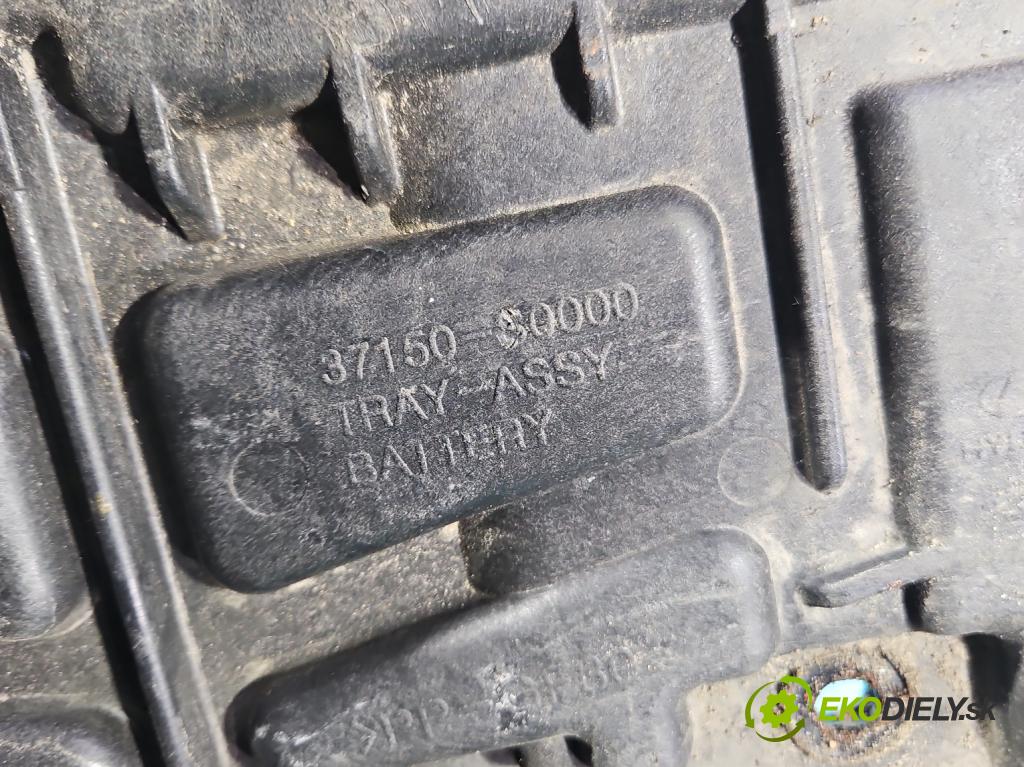 37150-S0000
TRAY-ASSY
BATTERY
EKODIELY.sk